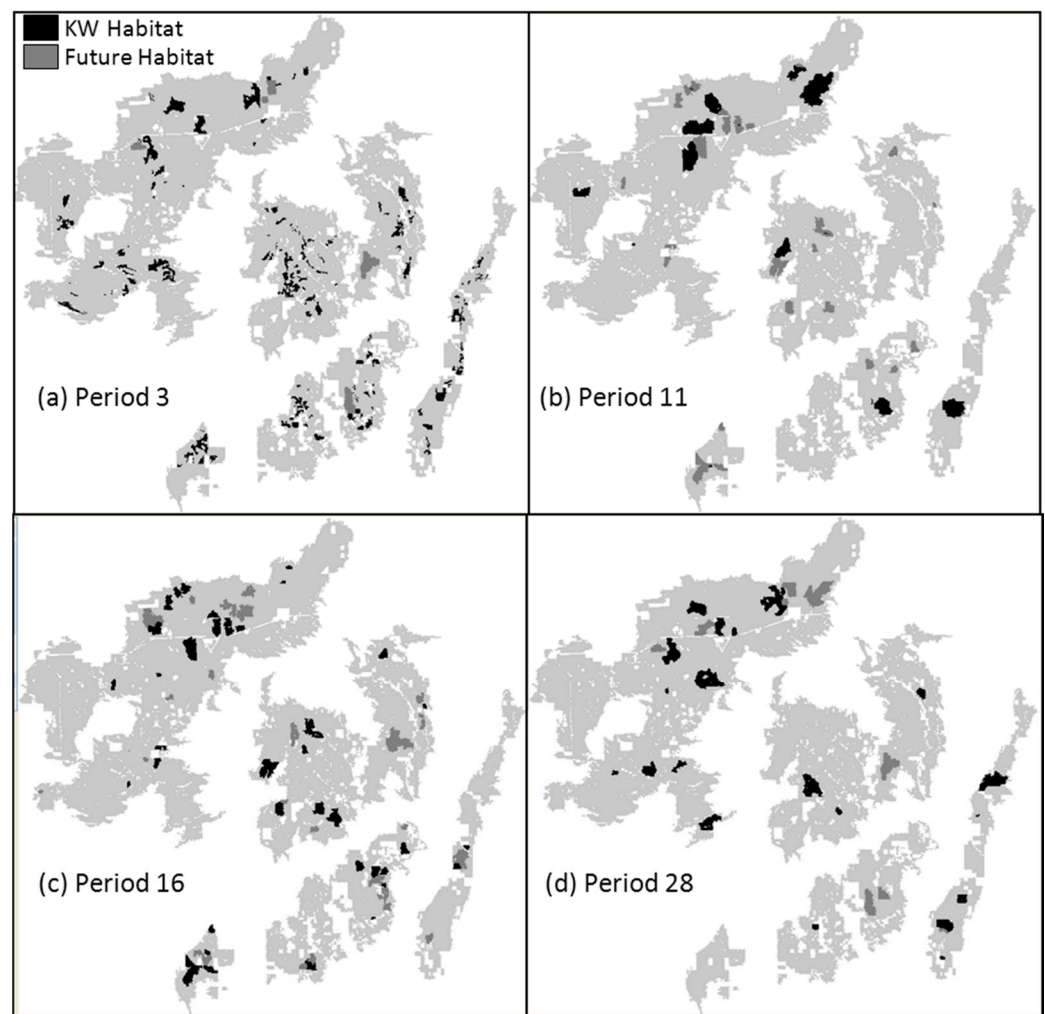 KW Habitat
Future Habitat
(a) Period 3
(b) Period 11
(c) Period 16
(d) Period 28